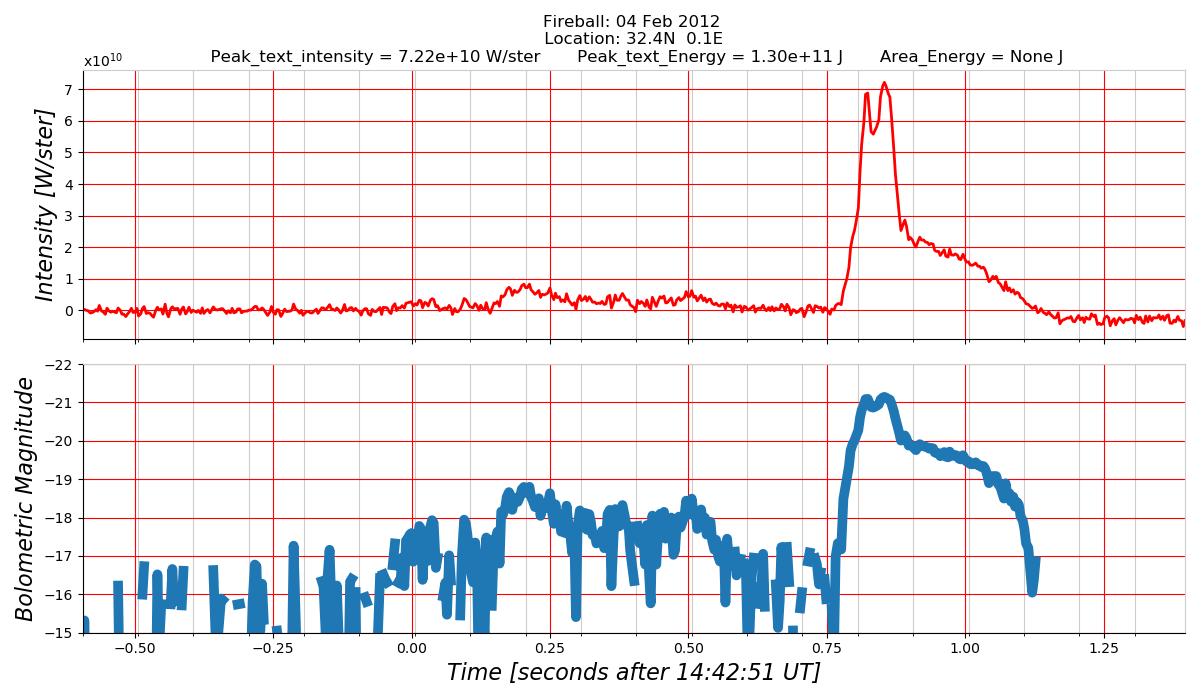 Fireball: 04 Feb 2012
Location: 32.4N  0.1E
Peak_text_intensity = 7.22e+10 W/ster       Peak_text_Energy = 1.30e+11 J       Area_Energy = None J
x10¹⁰
7
6
5
4
3
2
1
0
Intensity [W/ster]
−22
−21
−20
−19
−18
−17
−16
−15
Bolometric Magnitude
−0.50 −0.25 0.00 0.25 0.50 0.75 1.00 1.25
Time [seconds after 14:42:51 UT]